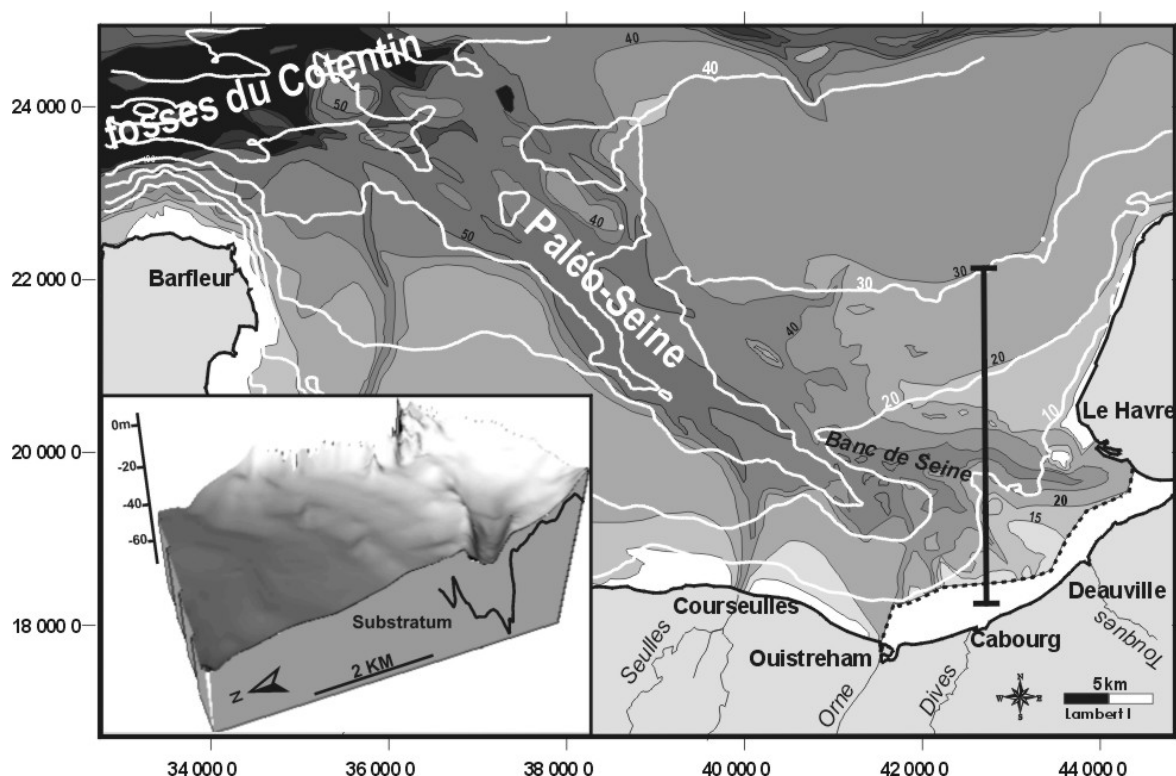 40
40
24 000 0
fosses du Cotentin
50
40
50
Paléo-Seine
Barfleur
22 000 0
30
30
40
20
20
10
Le Havre
Banc de Seine
20
15
20 000 0
0m
-20
-40
-60
Substratum
2 KM
N
18 000 0
Courseulles
Deauville
Ouistreham
Cabourg
Seulles
Orne
Dives
Touques
N
W
E
S
5 km
Lambert I
34 000 0
36 000 0
38 000 0
40 000 0
42 000 0
44 000 0